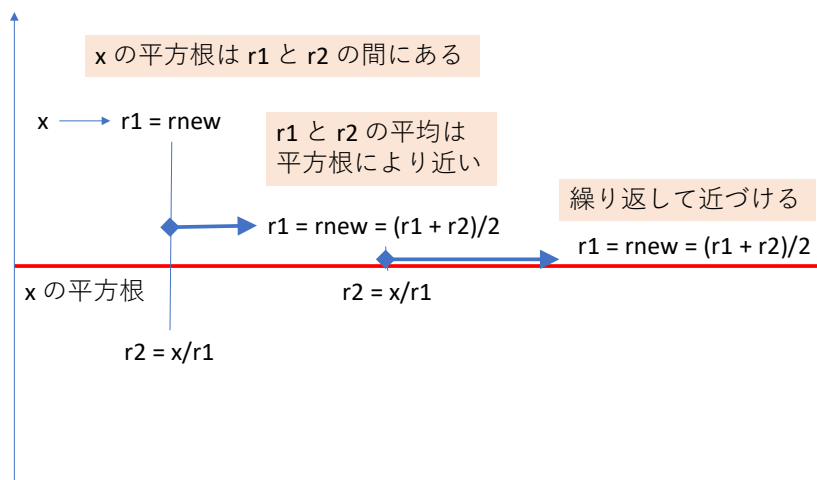 x の平方根は r1 と r2 の間にある
x
r1 = rnew
r1 と r2 の平均は
平方根により近い
繰り返して近づける
r1 = rnew = (r1 + r2)/2
r1 = rnew = (r1 + r2)/2
x の平方根
r2 = x/r1
r2 = x/r1